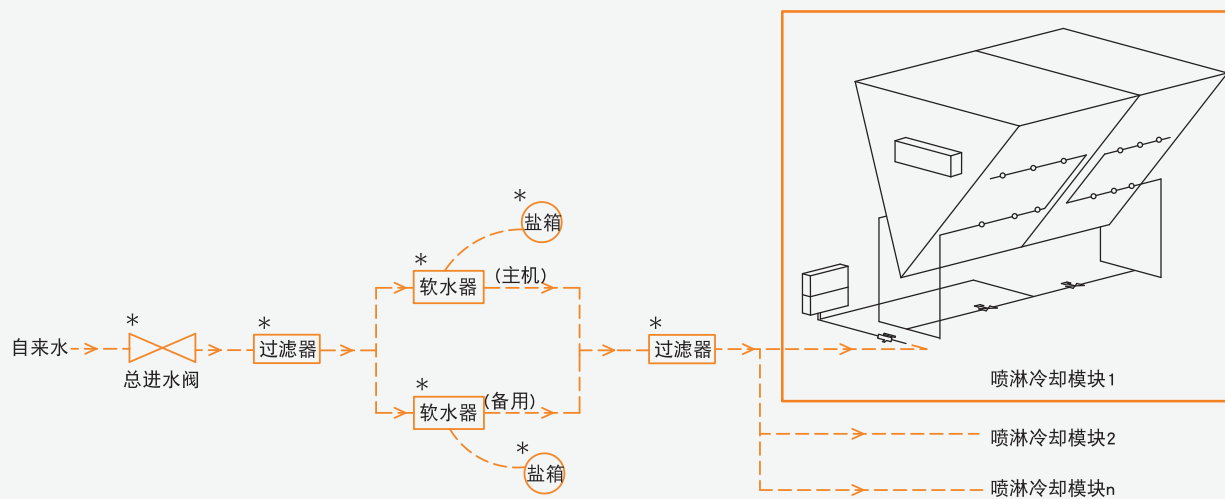 *
盐箱
*
软水器
(主机)
自来水
*
总进水阀
*
过滤器
*
过滤器
*
软水器
(备用)
*
盐箱
喷淋冷却模块1
喷淋冷却模块2
喷淋冷却模块n